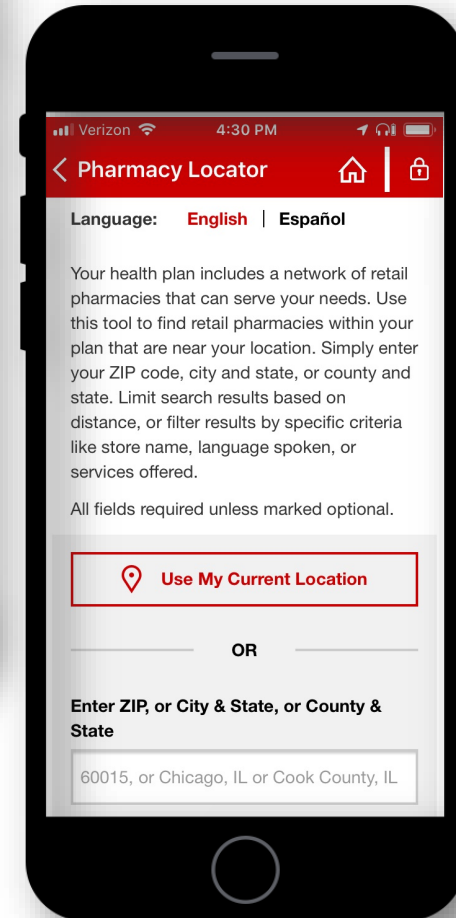 Verizon 4:30 PM
Pharmacy Locator
Language: English | Español
Your health plan includes a network of retail
pharmacies that can serve your needs. Use
this tool to find retail pharmacies within your
plan that are near your location. Simply enter
your ZIP code, city and state, or county and
state. Limit search results based on
distance, or filter results by specific criteria
like store name, language spoken, or
services offered.
All fields required unless marked optional.
Use My Current Location
OR
Enter ZIP, or City & State, or County &
State
60015, or Chicago, IL or Cook County, IL